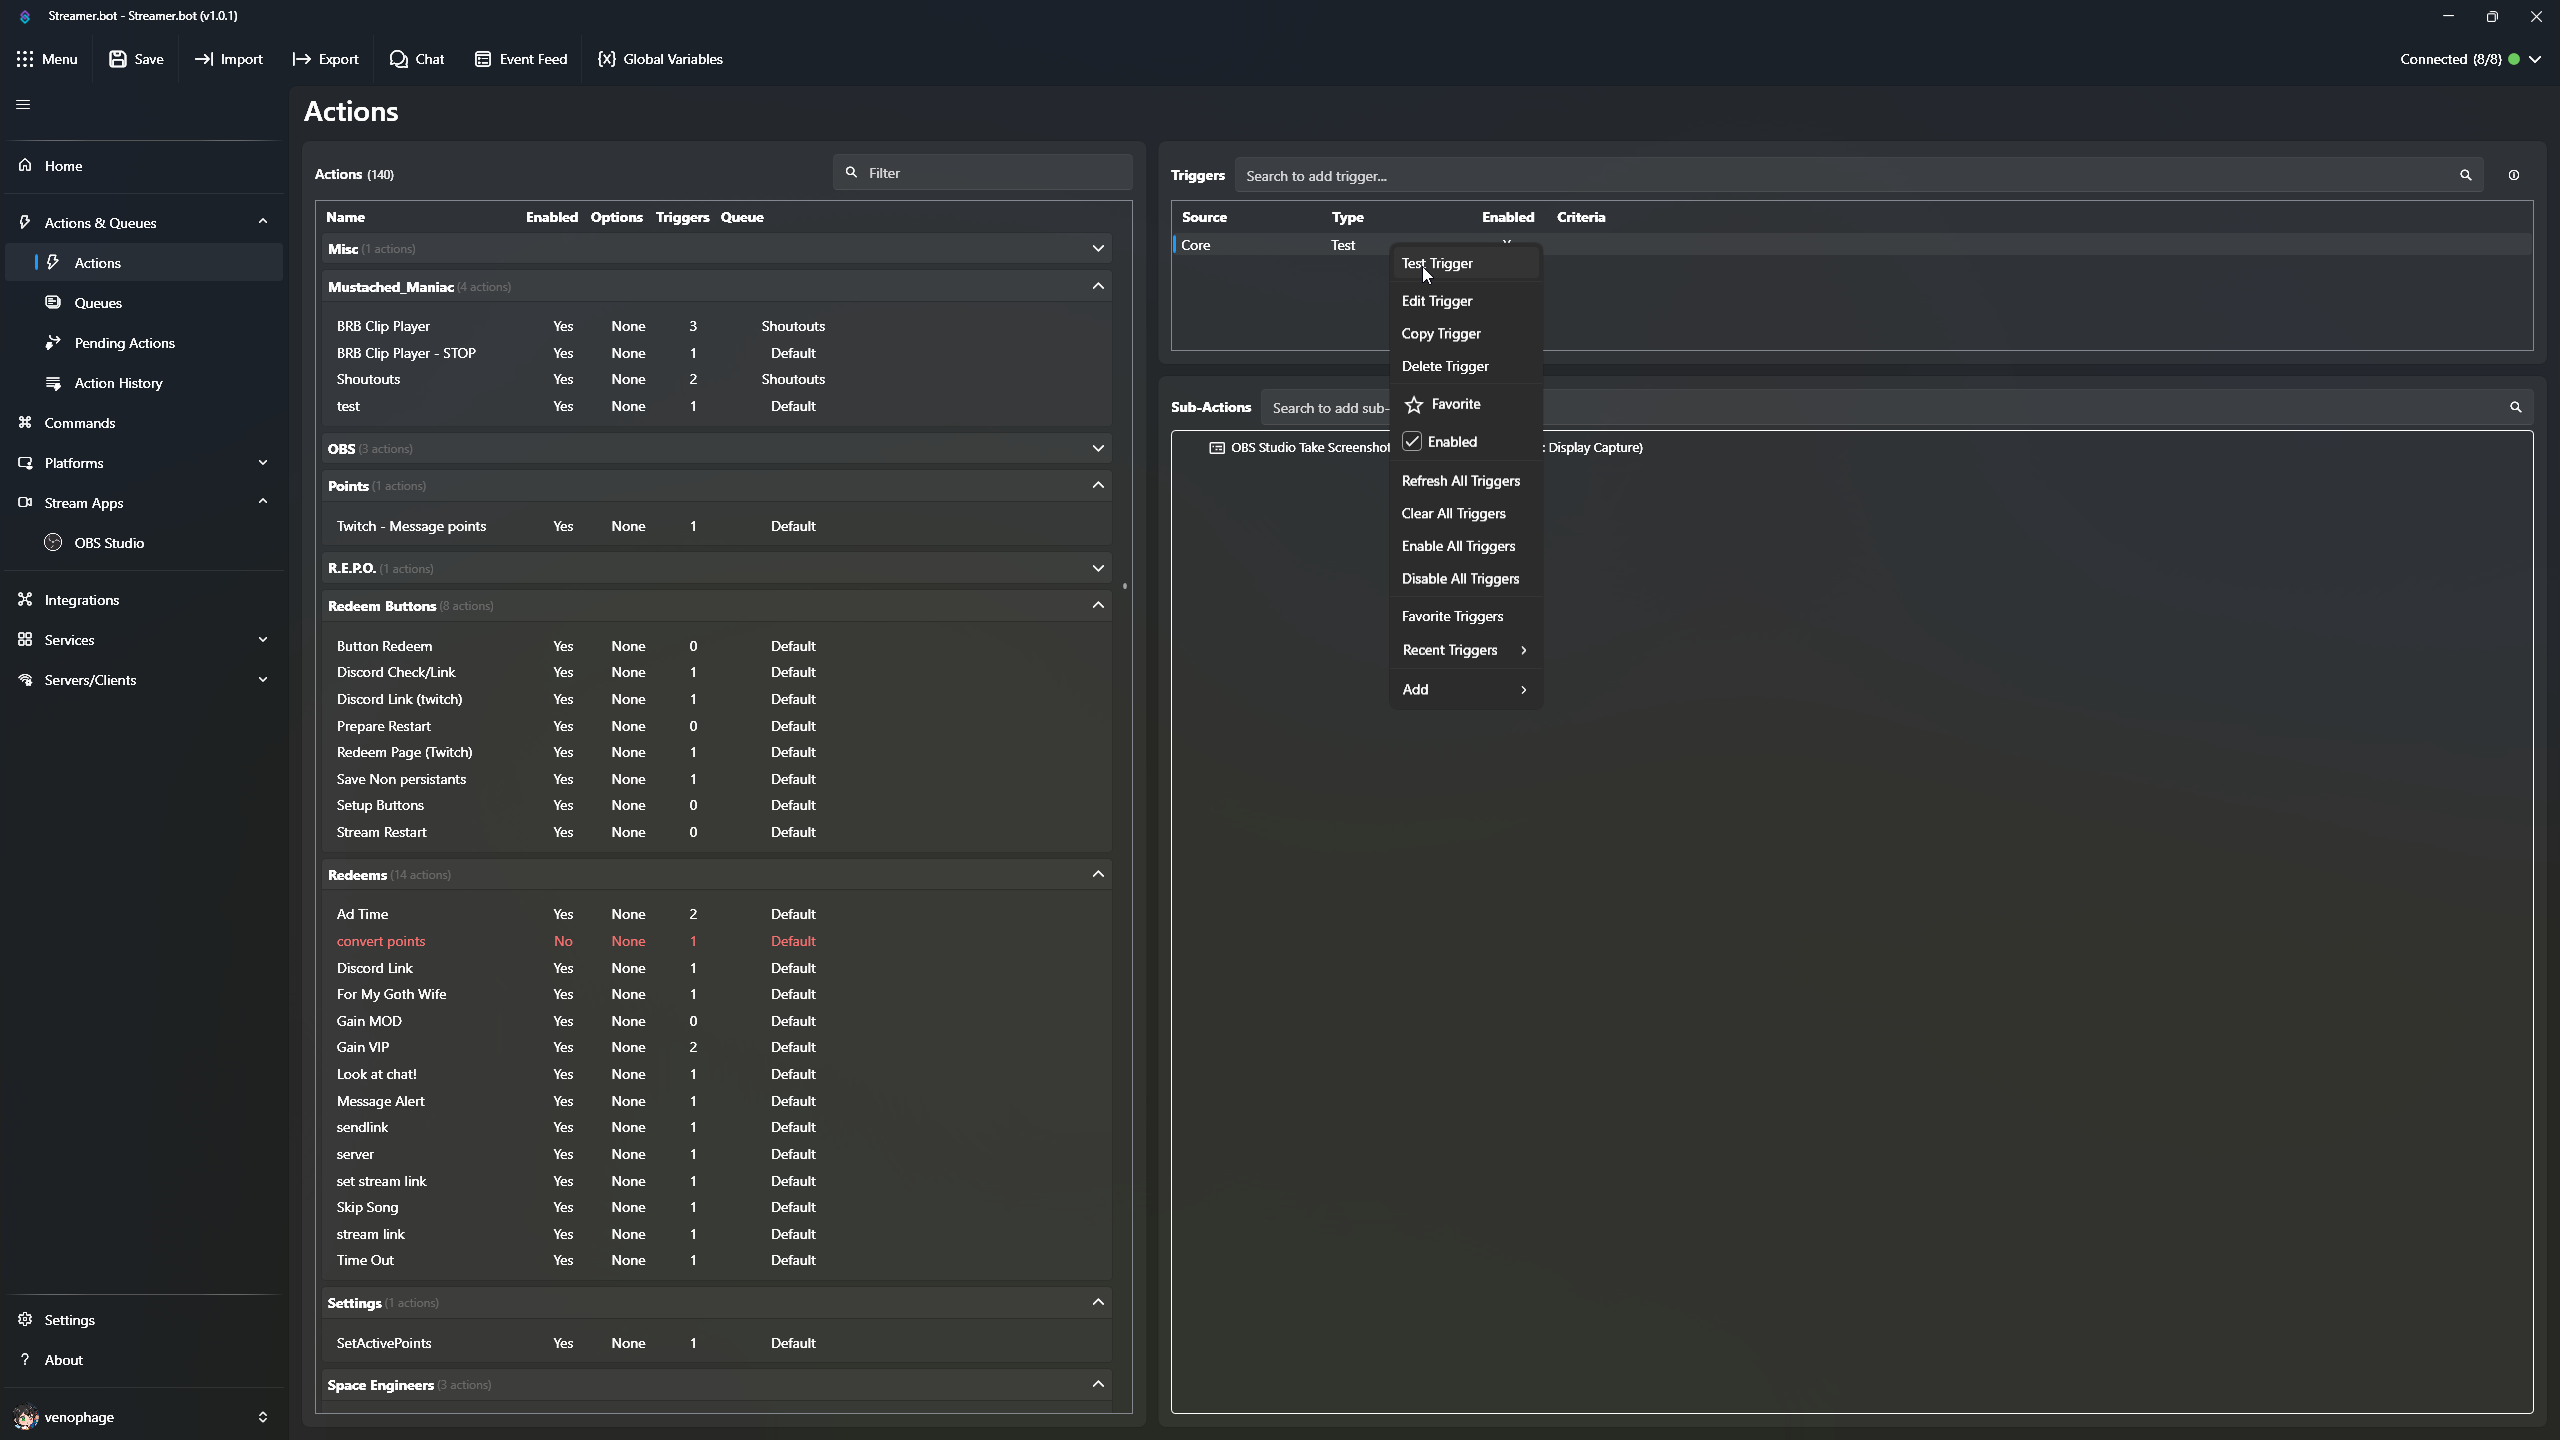 Streamer.bot - Streamer.bot (v1.0.1)
Menu
Save
Import
Export
Chat
Event Feed
Global Variables
Connected (8/8)
Home
Actions & Queues
Actions
Queues
Pending Actions
Action History
Commands
Platforms
Stream Apps
OBS Studio
Integrations
Services
Servers/Clients
Settings
? About
venophage
Actions
Actions (140)
Filter
Name Enabled Options Triggers Queue
Misc (1 actions)
Mustached_Maniac (4 actions)
BRB Clip Player Yes None 3 Shoutouts
BRB Clip Player - STOP Yes None 1 Default
Shoutouts Yes None 2 Shoutouts
test Yes None 1 Default
OBS (3 actions)
Points (1 actions)
Twitch - Message points Yes None 1 Default
R.E.P.O. (1 actions)
Redeem Buttons (8 actions)
Button Redeem Yes None 0 Default
Discord Check/Link Yes None 1 Default
Discord Link (twitch) Yes None 1 Default
Prepare Restart Yes None 0 Default
Redeem Page (Twitch) Yes None 1 Default
Save Non persistants Yes None 1 Default
Setup Buttons Yes None 0 Default
Stream Restart Yes None 0 Default
Redeems (14 actions)
Ad Time Yes None 2 Default
convert points No None 1 Default
Discord Link Yes None 1 Default
For My Goth Wife Yes None 1 Default
Gain MOD Yes None 0 Default
Gain VIP Yes None 2 Default
Look at chat! Yes None 1 Default
Message Alert Yes None 1 Default
sendlink Yes None 1 Default
server Yes None 1 Default
set stream link Yes None 1 Default
Skip Song Yes None 1 Default
stream link Yes None 1 Default
Time Out Yes None 1 Default
Settings (1 actions)
SetActivePoints Yes None 1 Default
Space Engineers (3 actions)
Triggers Search to add trigger...
Source Type Enabled Criteria
Core Test
Test Trigger
Edit Trigger
Copy Trigger
Delete Trigger
Favorite
Enabled
Refresh All Triggers
Clear All Triggers
Enable All Triggers
Disable All Triggers
Favorite Triggers
Recent Triggers
Add
Sub-Actions Search to add sub-
OBS Studio Take Screenshot : Display Capture)